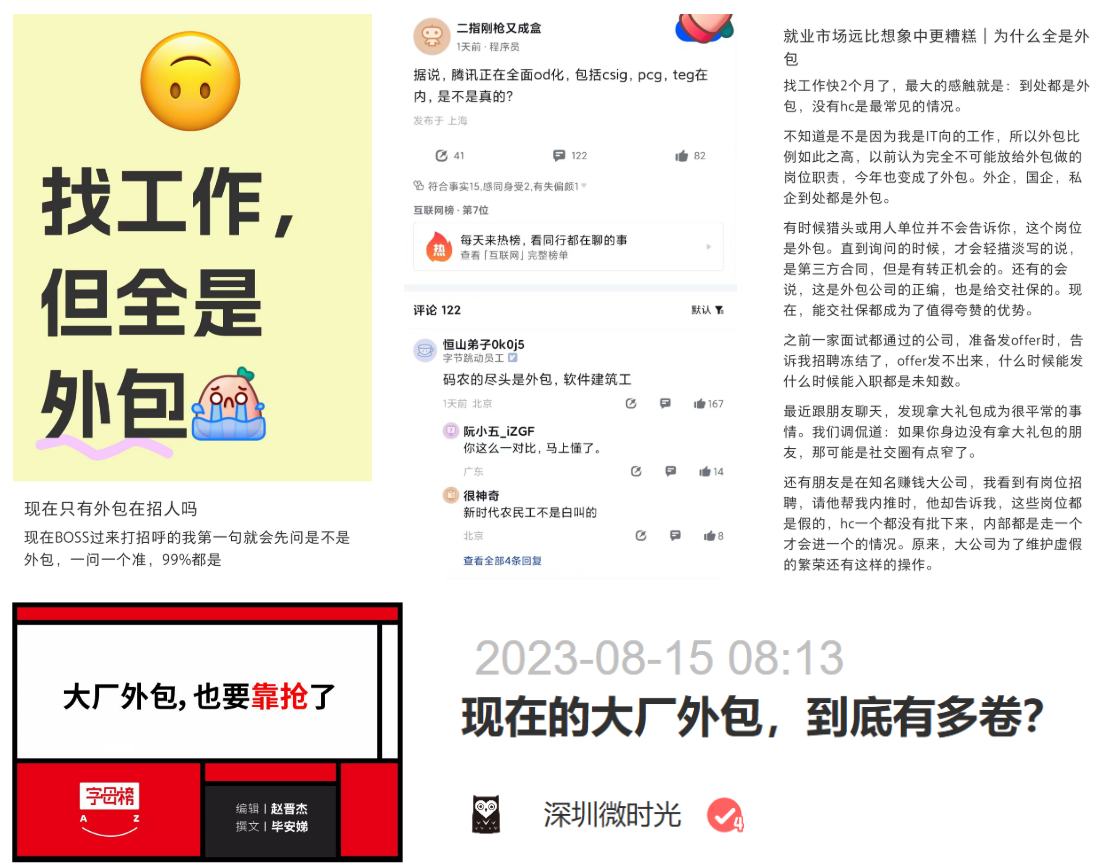 找工作,
但全是
外包
现在只有外包在招人吗
现在BOSS过来打招呼的我第一句就会先问是不是
外包，一问一个准，99%都是
二指刚枪又成盒
1天前 · 程序员
据说，腾讯正在全面od化，包括csig，pcg，teg在
内，是不是真的?
发布于 上海
41 122 82
符合事实15,感同身受2,有失偏颇1
互联网榜 · 第7位
热
每天来热榜，看同行都在聊的事
查看「互联网」完整榜单
评论 122 默认
恒山弟子0k0j5
字节跳动员工
码农的尽头是外包，软件建筑工
1天前 北京 167
阮小五_iZGF
你这么一对比，马上懂了。
广东 14
很神奇
新时代农民工不是白叫的
北京 8
查看全部4条回复
就业市场远比想象中更糟糕｜为什么全是外
包
找工作快2个月了，最大的感触就是：到处都是外
包，没有hc是最常见的情况。
不知道是不是因为我是IT向的工作，所以外包比
例如此之高，以前认为完全不可能放给外包做的
岗位职责，今年也变成了外包。外企，国企，私
企到处都是外包。
有时候猎头或用人单位并不会告诉你，这个岗位
是外包。直到询问的时候，才会轻描淡写的说，
是第三方合同，但是有转正机会的。还有的会
说，这是外包公司的正编，也是给交社保的。现
在，能交社保都成为了值得夸赞的优势。
之前一家面试都通过的公司，准备发offer时，告
诉我招聘冻结了，offer发不出来，什么时候能发
什么时候能入职都是未知数。
最近跟朋友聊天，发现拿大礼包成为很平常的事
情。我们调侃道：如果你身边没有拿大礼包的朋
友，那可能是社交圈有点窄了。
还有朋友是在知名赚钱大公司，我看到有岗位招
聘，请他帮我内推时，他却告诉我，这些岗位都
是假的，hc一个都没有批下来，内部都是走一个
才会进一个的情况。原来，大公司为了维护虚假
的繁荣还有这样的操作。
大厂外包, 也要靠抢了
字母榜
A Z
编辑 | 赵晋杰
撰文 | 毕安娣
2023-08-15 08:13
现在的大厂外包，到底有多卷？
深圳微时光
4